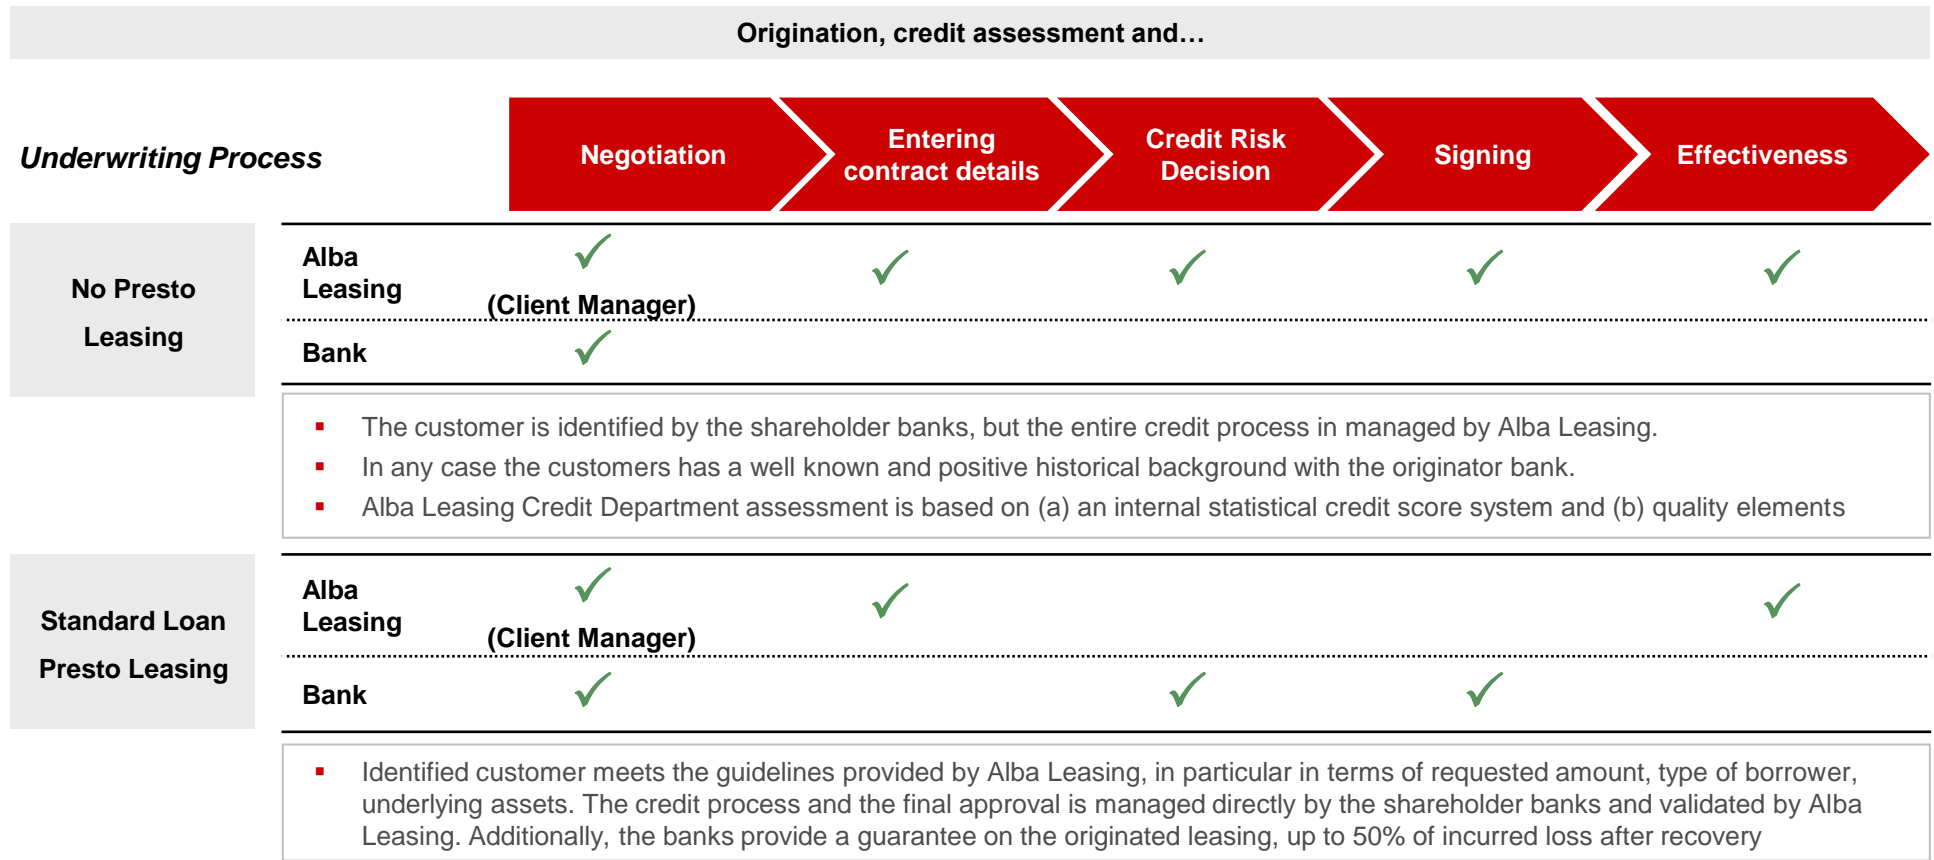 Origination, credit assessment and…
Underwriting Process
Negotiation
Entering
contract details
Credit Risk
Decision
Signing
Effectiveness
No Presto
Leasing
Alba
Leasing
(Client Manager)
Bank
The customer is identified by the shareholder banks, but the entire credit process in managed by Alba Leasing.
In any case the customers has a well known and positive historical background with the originator bank.
Alba Leasing Credit Department assessment is based on (a) an internal statistical credit score system and (b) quality elements
Standard Loan
Presto Leasing
Alba
Leasing
(Client Manager)
Bank
Identified customer meets the guidelines provided by Alba Leasing, in particular in terms of requested amount, type of borrower,
underlying assets. The credit process and the final approval is managed directly by the shareholder banks and validated by Alba
Leasing. Additionally, the banks provide a guarantee on the originated leasing, up to 50% of incurred loss after recovery